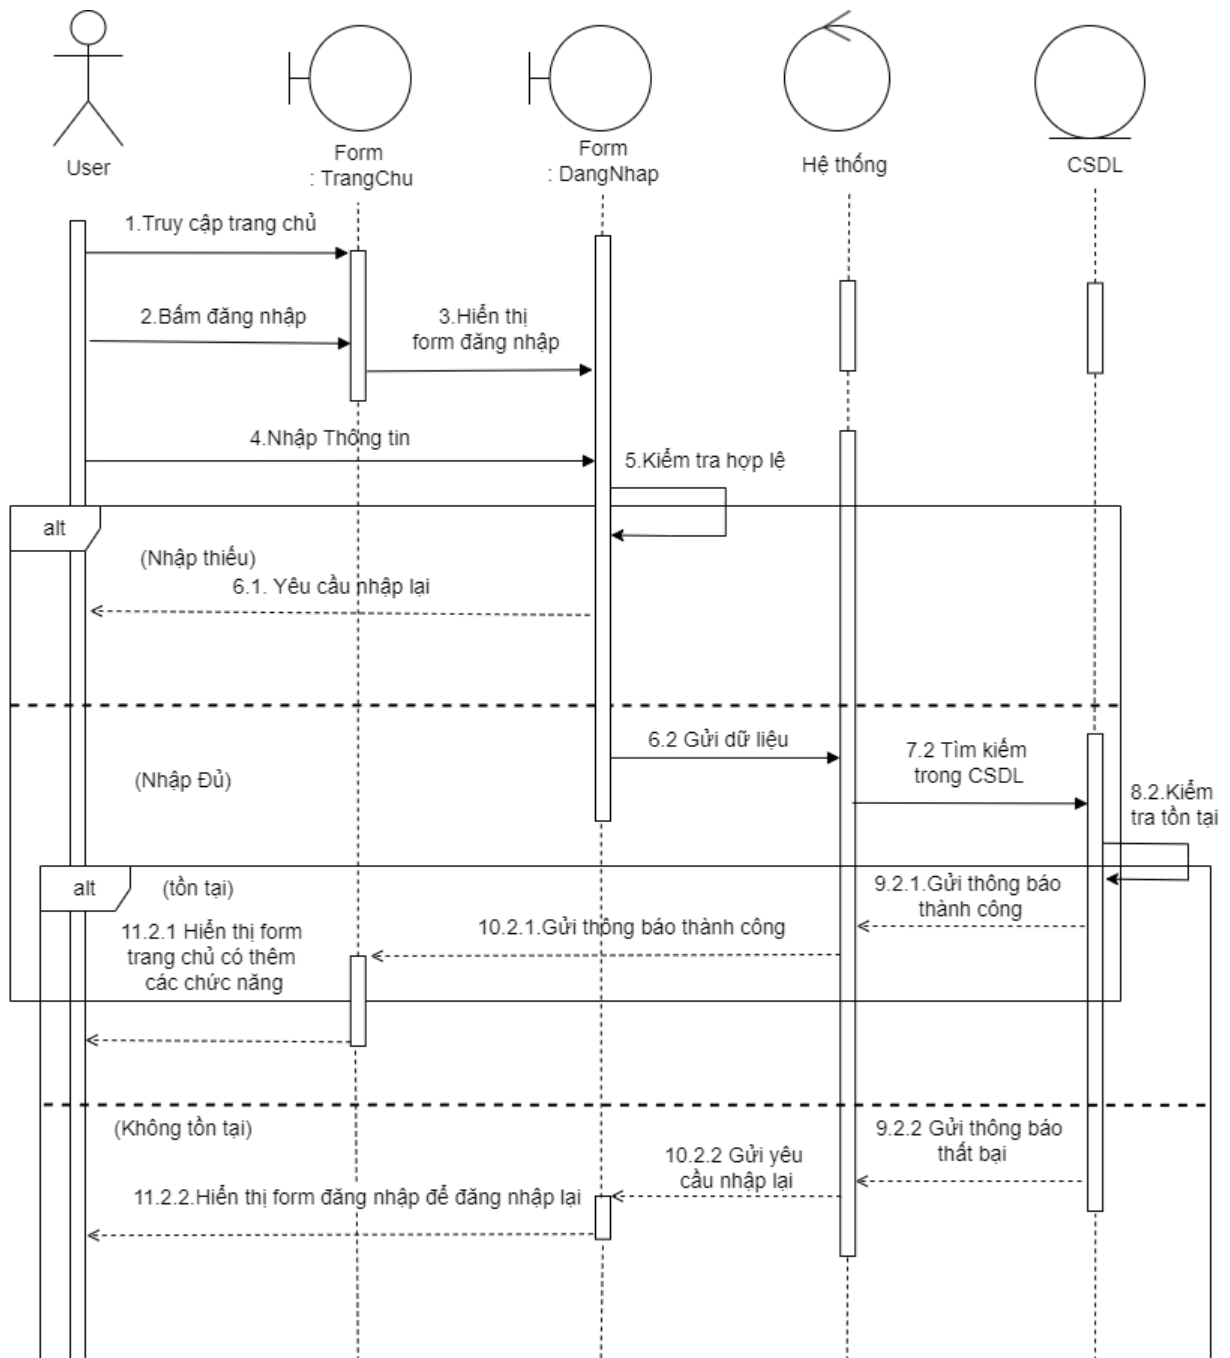 User
Form
: TrangChu
Form
: DangNhap
Hệ thống
CSDL
1.Truy cập trang chủ
2.Bấm đăng nhập
3.Hiển thị
form đăng nhập
4.Nhập Thông tin
5.Kiểm tra hợp lệ
alt
(Nhập thiếu)
6.1. Yêu cầu nhập lại
6.2 Gửi dữ liệu
7.2 Tìm kiếm
trong CSDL
(Nhập Đủ)
8.2.Kiểm
tra tồn tại
alt
(tồn tại)
9.2.1.Gửi thông báo
thành công
10.2.1.Gửi thông báo thành công
11.2.1 Hiển thị form
trang chủ có thêm
các chức năng
(Không tồn tại)
9.2.2 Gửi thông báo
thất bại
10.2.2 Gửi yêu
cầu nhập lại
11.2.2.Hiển thị form đăng nhập để đăng nhập lại